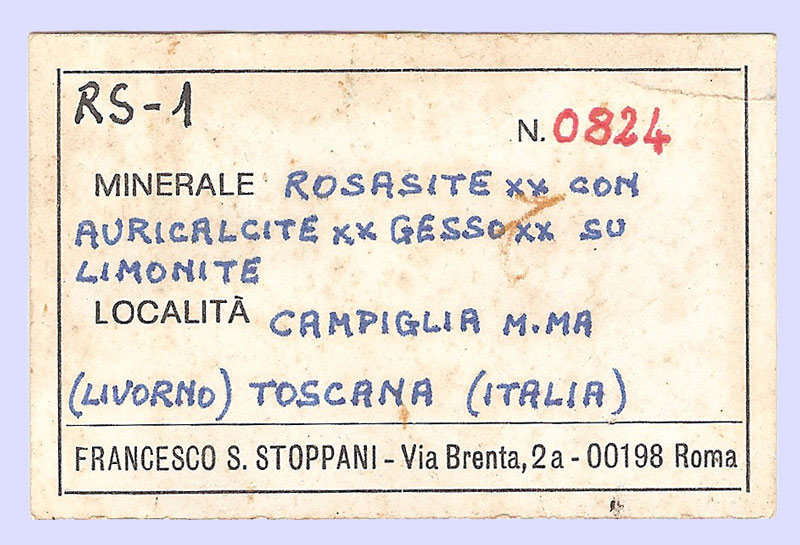 RS-1
N. 0824
MINERALE ROSASITE xx CON
AURICALCITE xx GESSO xx SU
LIMONITE
LOCALITÀ CAMPIGLIA M.MA
(LIVORNO) TOSCANA (ITALIA)
FRANCESCO S. STOPPANI - Via Brenta, 2a - 00198 Roma